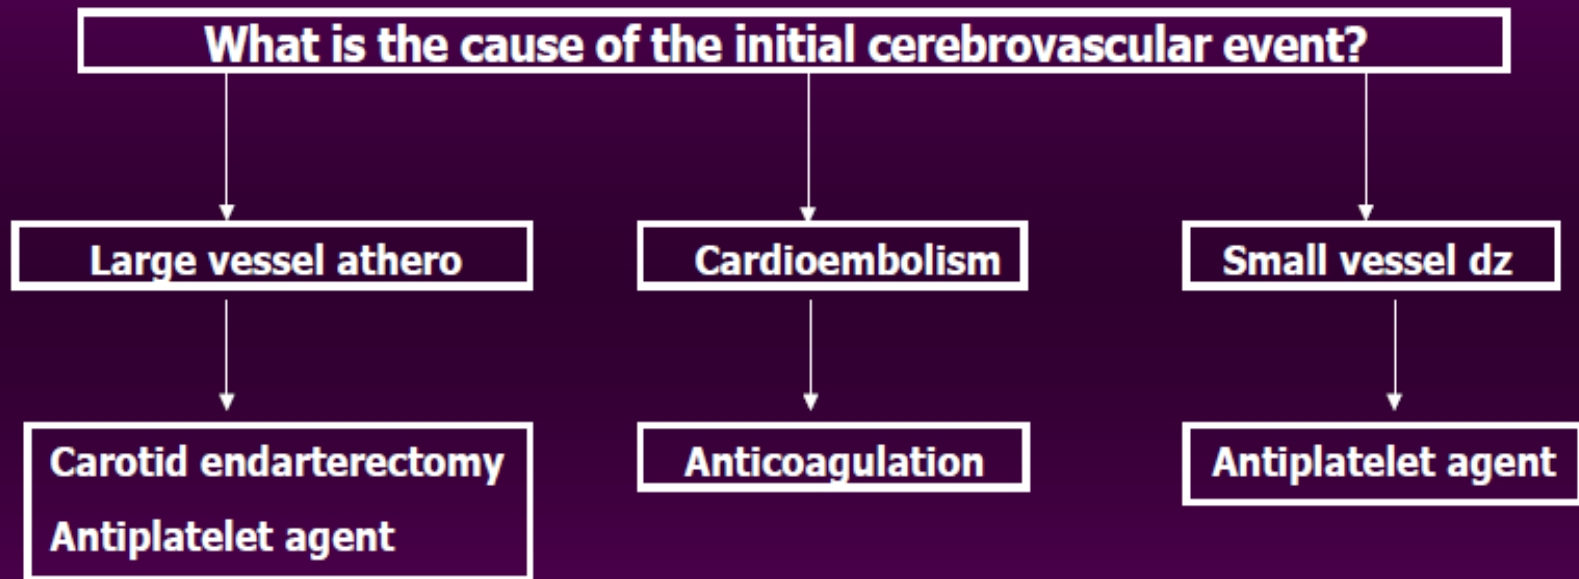 What is the cause of the initial cerebrovascular event?
Large vessel athero
Cardioembolism
Small vessel dz
Carotid endarterectomy
Antiplatelet agent
Anticoagulation
Antiplatelet agent